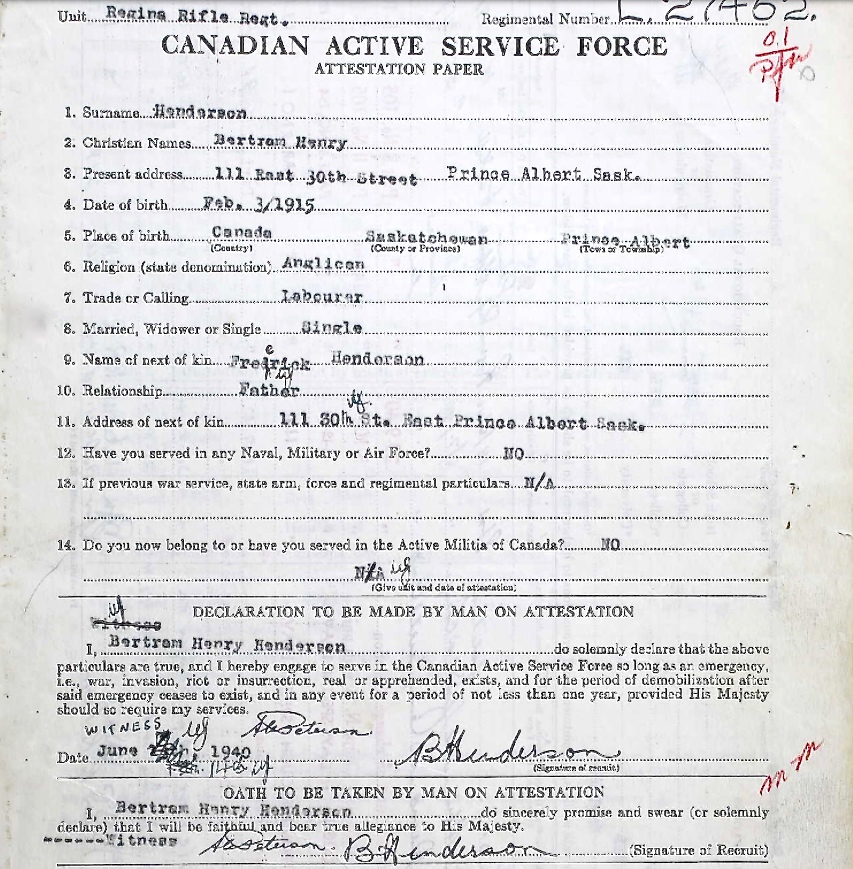 Unit Regina Rifle Regt. Regimental Number L. 27462.
CANADIAN ACTIVE SERVICE FORCE
ATTESTATION PAPER
1. Surname Henderson
2. Christian Names Bertram Henry
3. Present address 111 East 30th Street Prince Albert Sask.
4. Date of birth Feb. 3/1915
5. Place of birth Canada Saskatchewan Prince Albert
(Country) (County or Province) (Town or Township)
6. Religion (state denomination) Anglican
7. Trade or Calling Labourer
8. Married, Widower or Single Single
9. Name of next of kin Fredrick Henderson
e
10. Relationship Father
11. Address of next of kin 111 30th St. East Prince Albert Sask.
12. Have you served in any Naval, Military or Air Force? NO
13. If previous war service, state arm, force and regimental particulars N/A
14. Do you now belong to or have you served in the Active Militia of Canada? NO
N/A
(Give unit and date of attestation)
DECLARATION TO BE MADE BY MAN ON ATTESTATION
Witness
I, Bertram Henry Henderson do solemnly declare that the above
particulars are true, and I hereby engage to serve in the Canadian Active Service Force so long as an emergency,
i.e., war, invasion, riot or insurrection, real or apprehended, exists, and for the period of demobilization after
said emergency ceases to exist, and in any event for a period of not less than one year, provided His Majesty
should so require my services.
WITNESS
Date June 1940 BHenderson
(Signature of recruit)
OATH TO BE TAKEN BY MAN ON ATTESTATION
I, Bertram Henry Henderson do sincerely promise and swear (or solemnly
declare) that I will be faithful and bear true allegiance to His Majesty.
Witness B Henderson (Signature of Recruit)